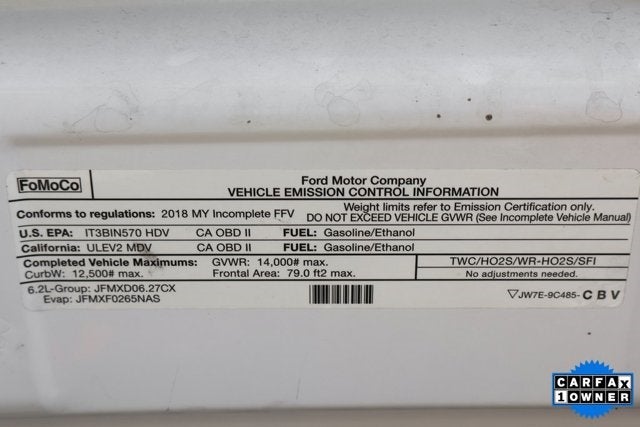 FoMoCo
Ford Motor Company
VEHICLE EMISSION CONTROL INFORMATION
Conforms to regulations: 2018 MY Incomplete FFV
Weight limits refer to Emission Certification only.
DO NOT EXCEED VEHICLE GVWR (See Incomplete Vehicle Manual)
U.S. EPA: IT3BIN570 HDV CA OBD II FUEL: Gasoline/Ethanol
California: ULEV2 MDV CA OBD II FUEL: Gasoline/Ethanol
Completed Vehicle Maximums: GVWR: 14,000# max.
CurbW: 12,500# max. Frontal Area: 79.0 ft2 max.
TWC/HO2S/WR-HO2S/SFI
No adjustments needed.
6.2L-Group: JFMXD06.27CX
Evap: JFMXF0265NAS
JW7E-9C485- C B V
CARFAX
1 OWNER